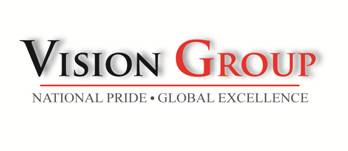 VISION GROUP
NATIONAL PRIDE • GLOBAL EXCELLENCE